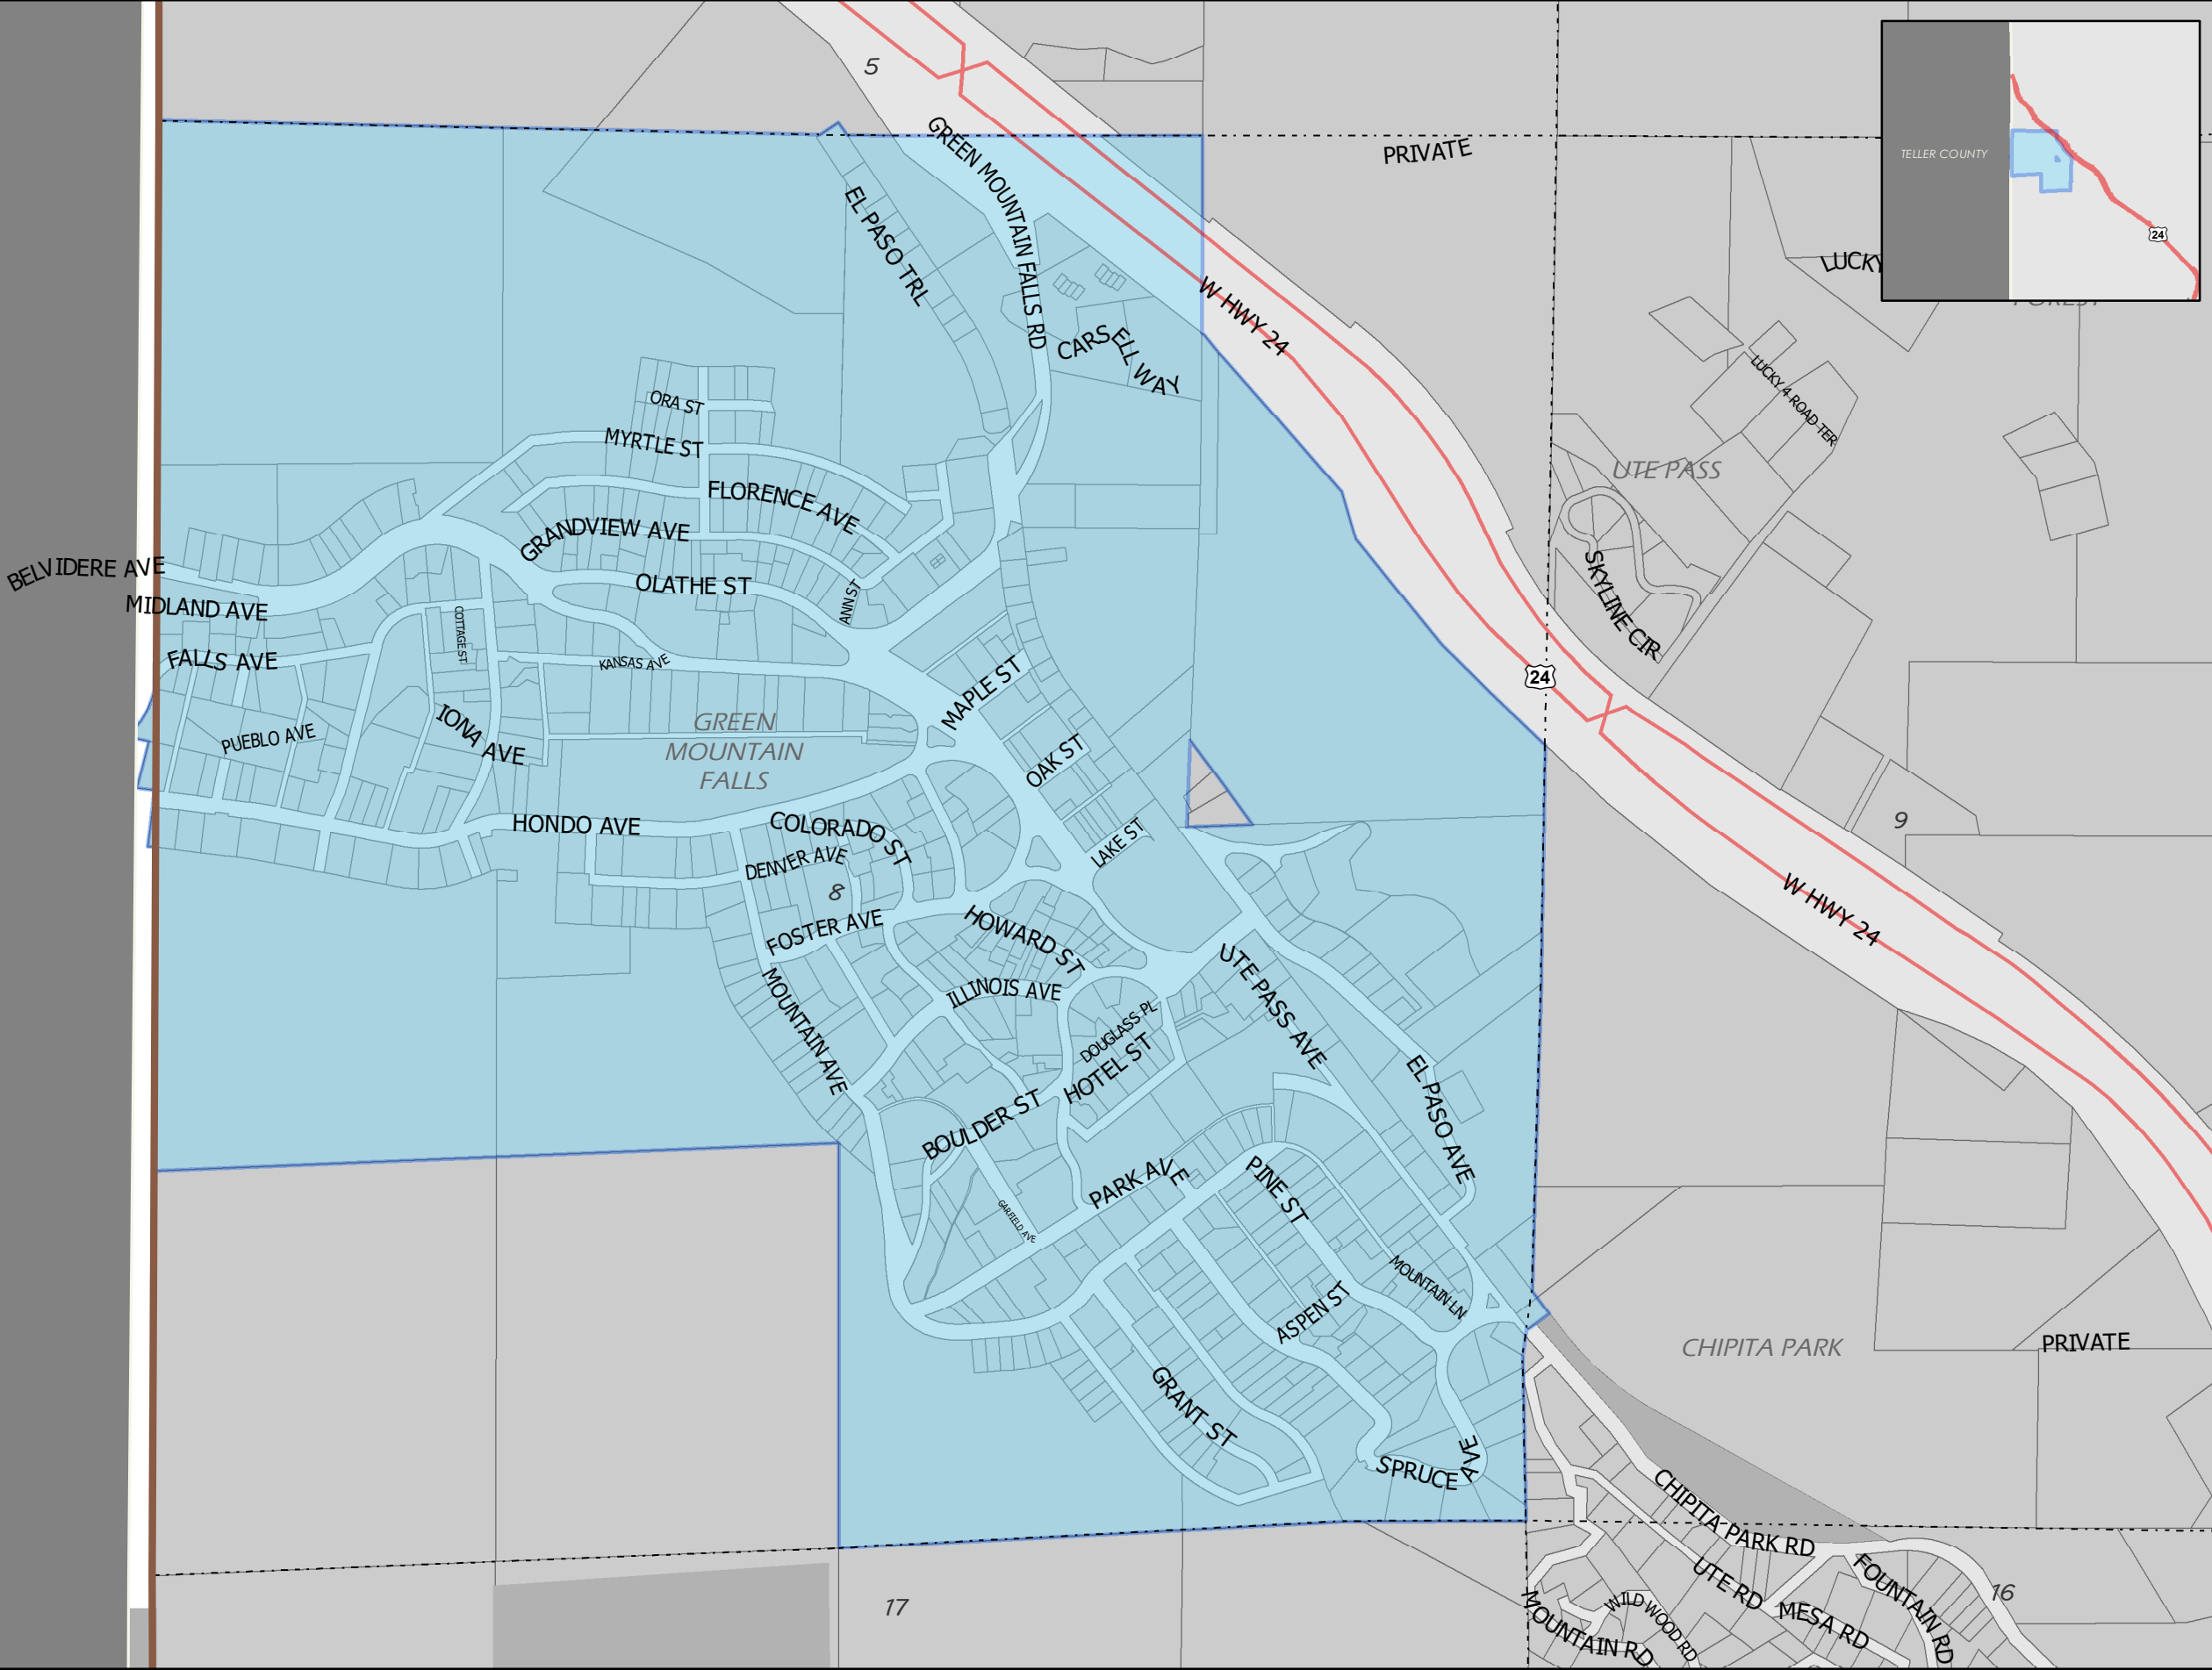 5
GREEN MOUNTAIN FALLS RD
PRIVATE
TELLER COUNTY
24
EL PASO TRL
LUCKY
W HWY 24
CARS ELL WAY
LUCKY 4 ROAD TER
ORA ST
MYRTLE ST
UTE PASS
FLORENCE AVE
GRANDVIEW AVE
BELVIDERE AVE
OLATHE ST
ANN ST
SKYLINE CIR
MIDLAND AVE
COTTAGE ST
FALLS AVE
KANSAS AVE
24
MAPLE ST
IONA AVE
PUEBLO AVE
GREEN
MOUNTAIN
FALLS
OAK ST
HONDO AVE
COLORADO ST
LAKE ST
9
DENVER AVE
8
W HWY 24
FOSTER AVE
HOWARD ST
UTE PASS AVE
ILLINOIS AVE
MOUNTAIN AVE
DOUGLASS PL
HOTEL ST
EL PASO AVE
BOULDER ST
PARK AVE
PINE ST
GARFIELD AVE
MOUNTAIN LN
ASPEN ST
CHIPITA PARK
PRIVATE
GRANT ST
SPRUCE AVE
CHIPITA PARK RD
UTE RD
FOUNTAIN RD
16
17
WILDWOOD RD
MESA RD
MOUNTAIN RD